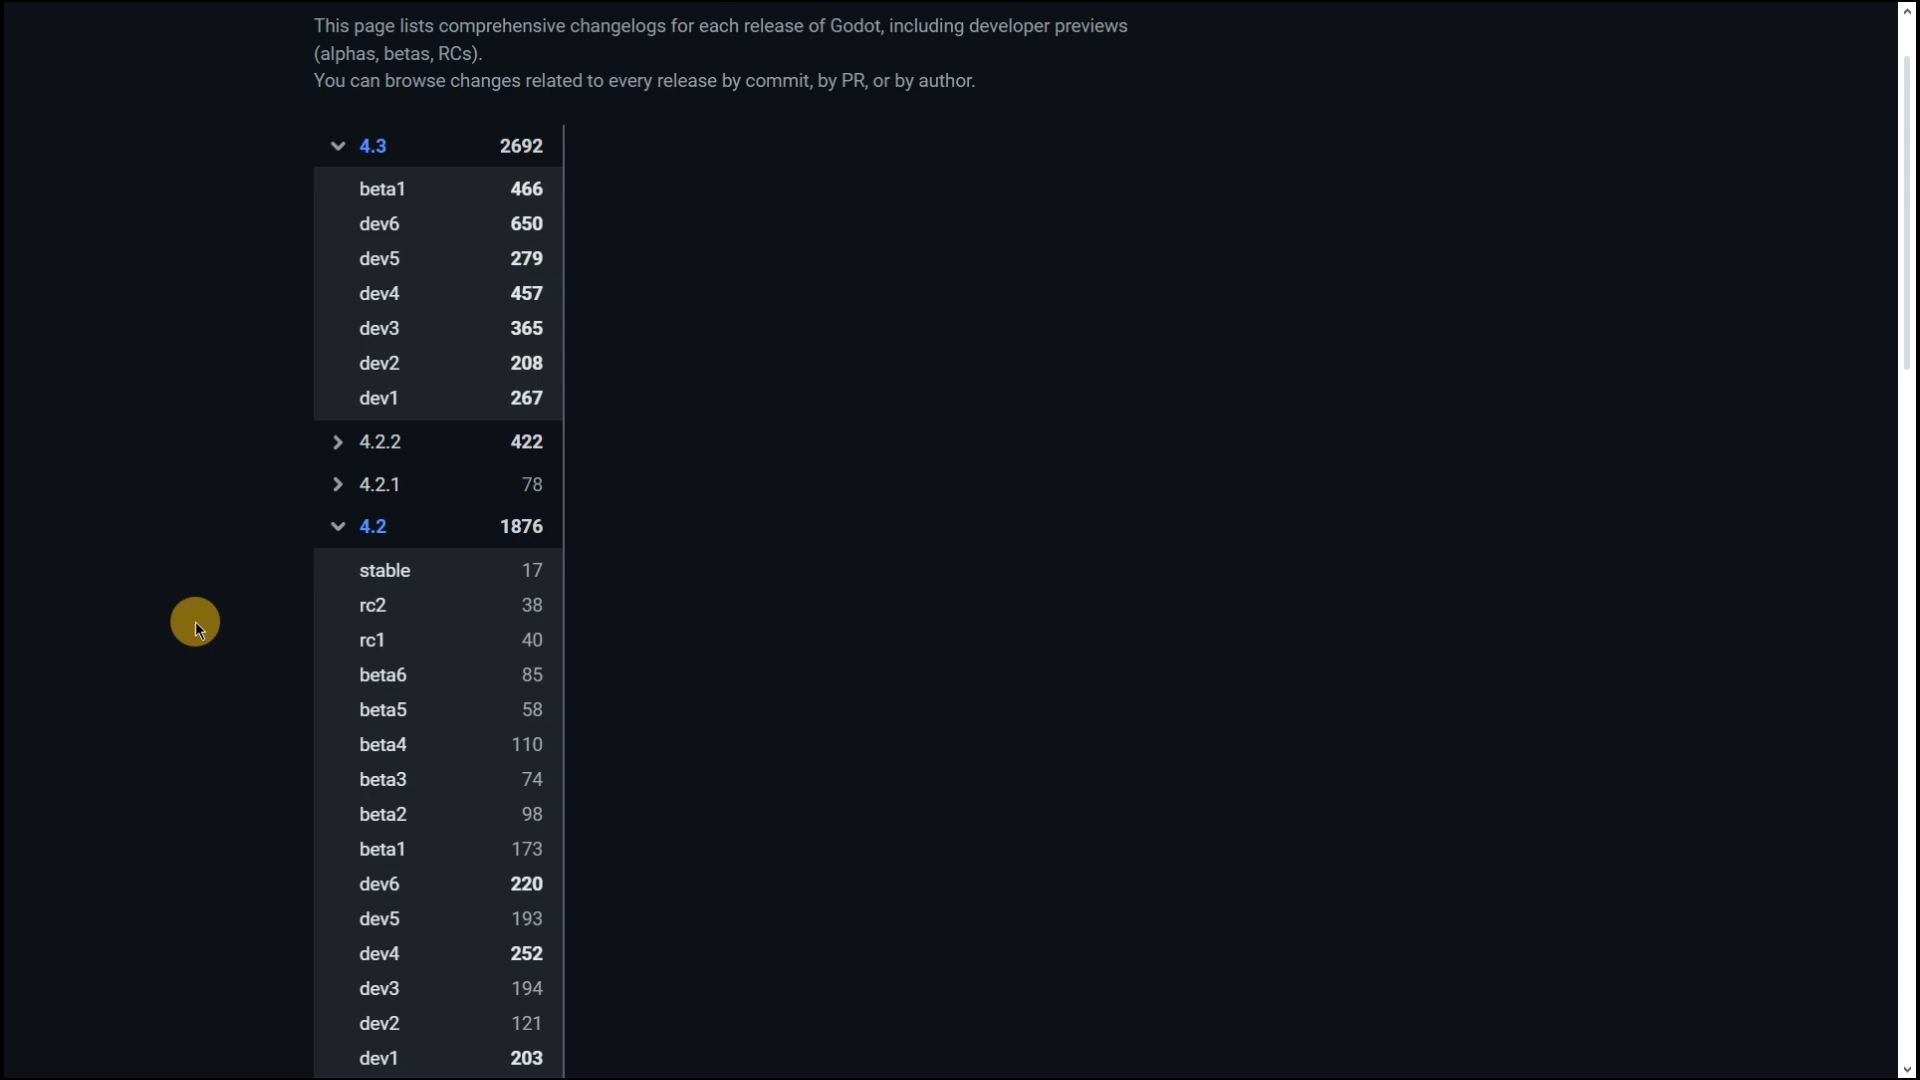 This page lists comprehensive changelogs for each release of Godot, including developer previews
(alphas, betas, RCs).
You can browse changes related to every release by commit, by PR, or by author.
4.3 2692
beta1 466
dev6 650
dev5 279
dev4 457
dev3 365
dev2 208
dev1 267
4.2.2 422
4.2.1 78
4.2 1876
stable 17
rc2 38
rc1 40
beta6 85
beta5 58
beta4 110
beta3 74
beta2 98
beta1 173
dev6 220
dev5 193
dev4 252
dev3 194
dev2 121
dev1 203